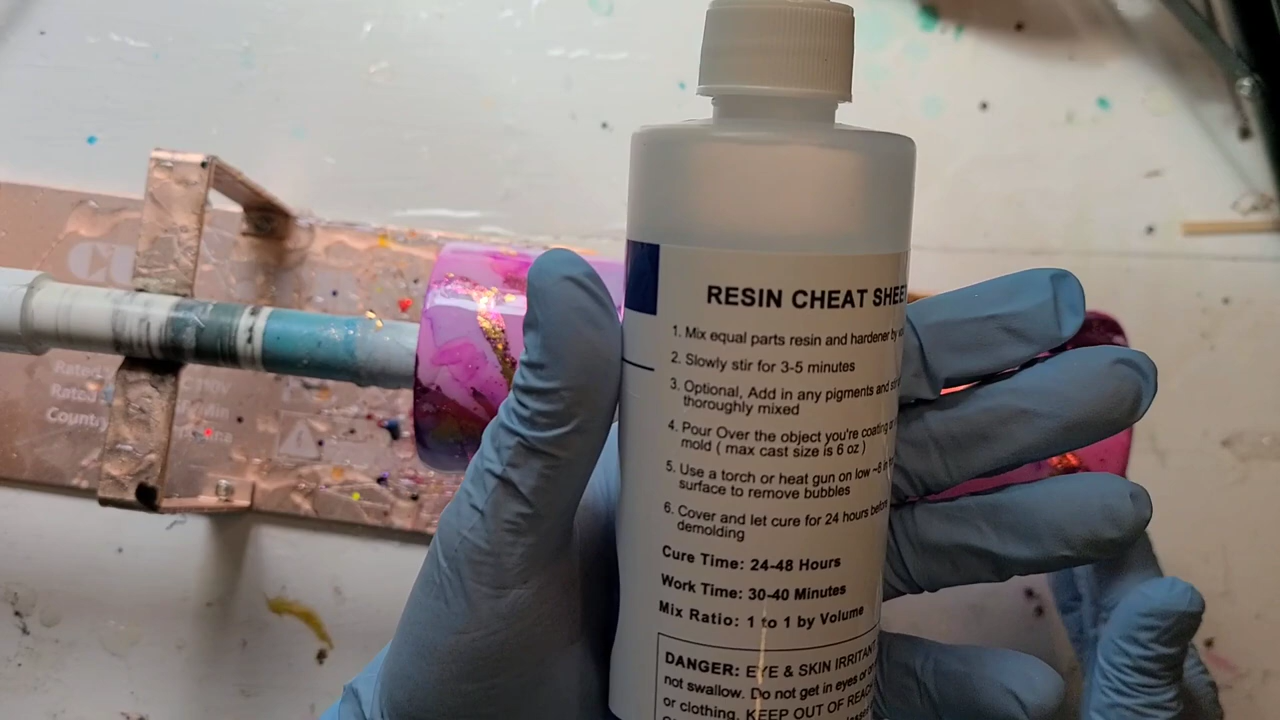 RESIN CHEAT
1. Mix equal parts resin and hardener by
2. Slowly stir for 3-5 minutes
3. Optional, Add in any pigments and
thoroughly mixed
4. Pour Over the object you're coating
mold ( max cast size is 6 oz )
5. Use a torch or heat gun on low ~8
surface to remove bubbles
6. Cover and let cure for 24 hours
demolding
Cure Time: 24-48 Hours
Work Time: 30-40 Minutes
Mix Ratio: 1 to 1 by Volume
DANGER: EYE & SKIN
not swallow. Do not get in eyes
or clothing. KEEP OUT OF
Rated
Rated
Country